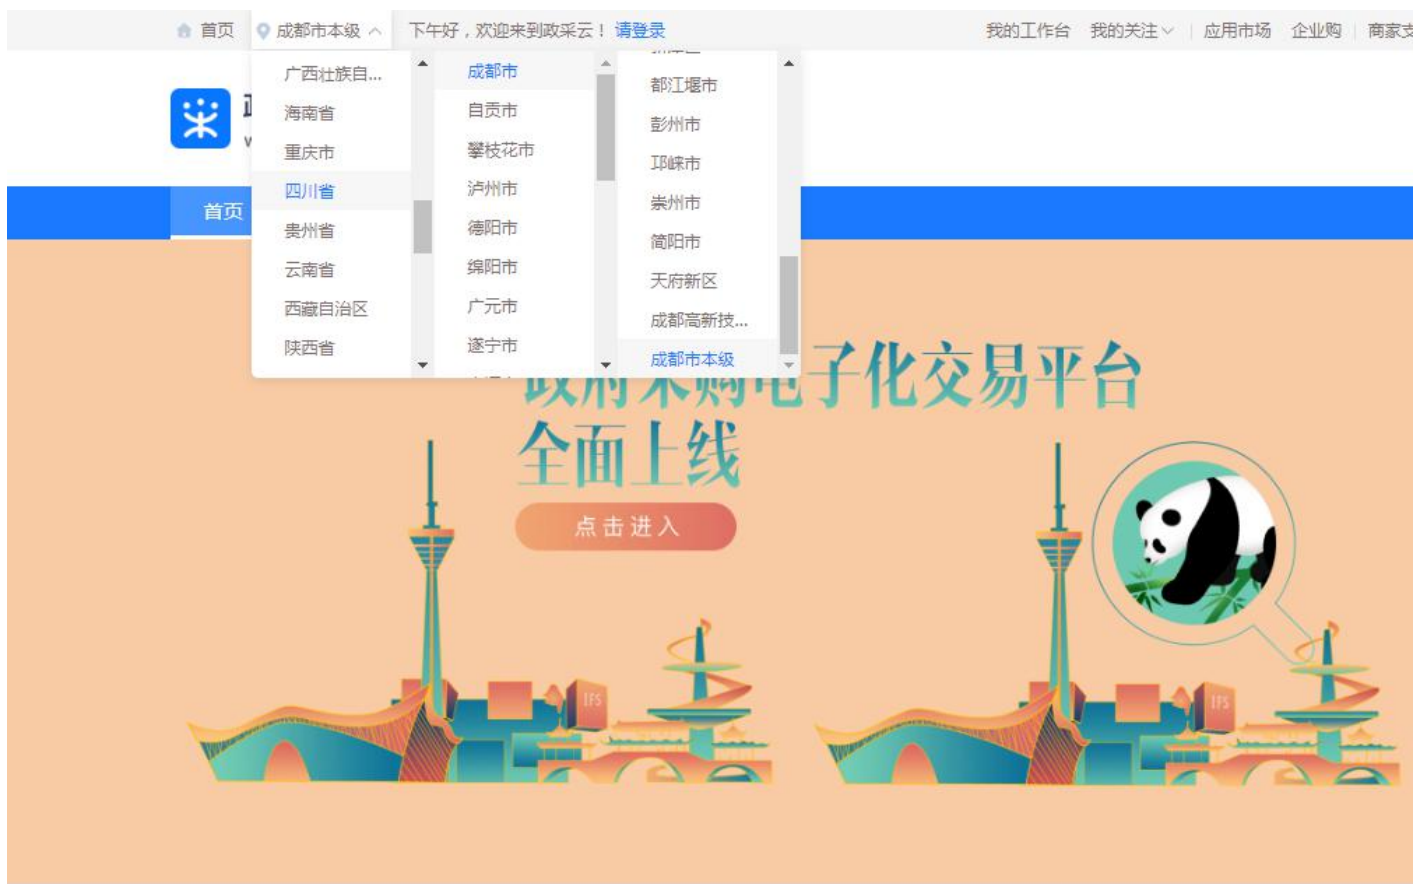 首页 成都市本级 下午好，欢迎来到政采云！ 请登录 我的工作台 我的关注 应用市场 企业购 商家支
广西壮族自...
海南省
重庆市
四川省
贵州省
云南省
西藏自治区
陕西省
成都市
自贡市
攀枝花市
泸州市
德阳市
绵阳市
广元市
遂宁市
都江堰市
彭州市
邛崃市
崇州市
简阳市
天府新区
成都高新技...
成都市本级
首页
政府采购电子化交易平台
全面上线
点击进入
IFS
IFS